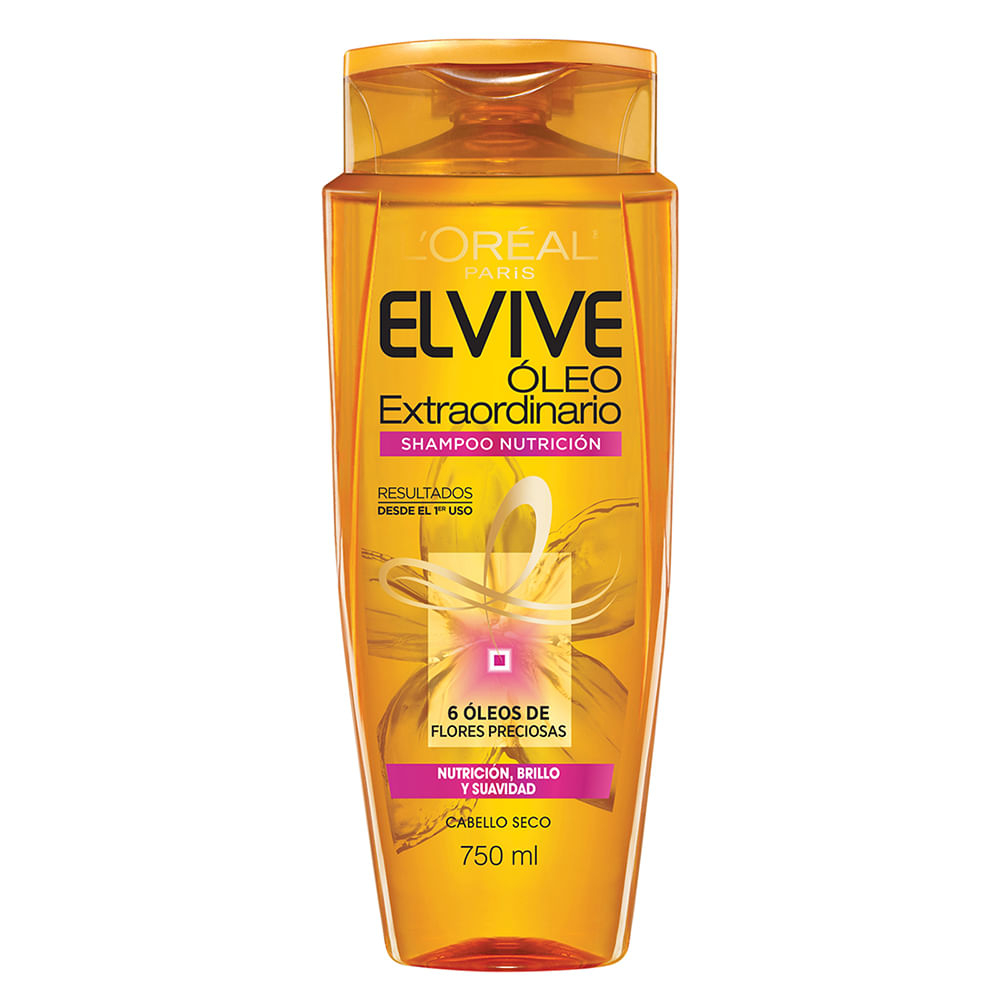 L'ORÉAL
PARIS
ELVIVE
ÓLEO
Extraordinario
SHAMPOO NUTRICIÓN
RESULTADOS
DESDE EL 1ER USO
6 ÓLEOS DE
FLORES PRECIOSAS
NUTRICIÓN, BRILLO
Y SUAVIDAD
CABELLO SECO
750 ml